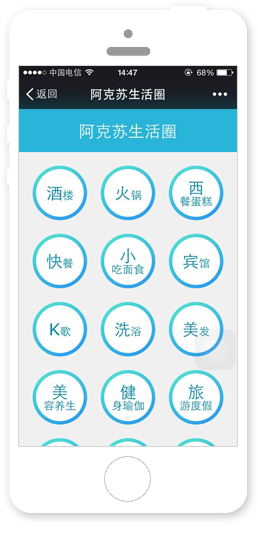 中国电信 14:47 68%
返回 阿克苏生活圈
阿克苏生活圈
酒楼 火锅 西
餐蛋糕
快餐 小
吃面食 宾馆
K歌 洗浴 美发
美
容养生 健
身瑜伽 旅
游度假